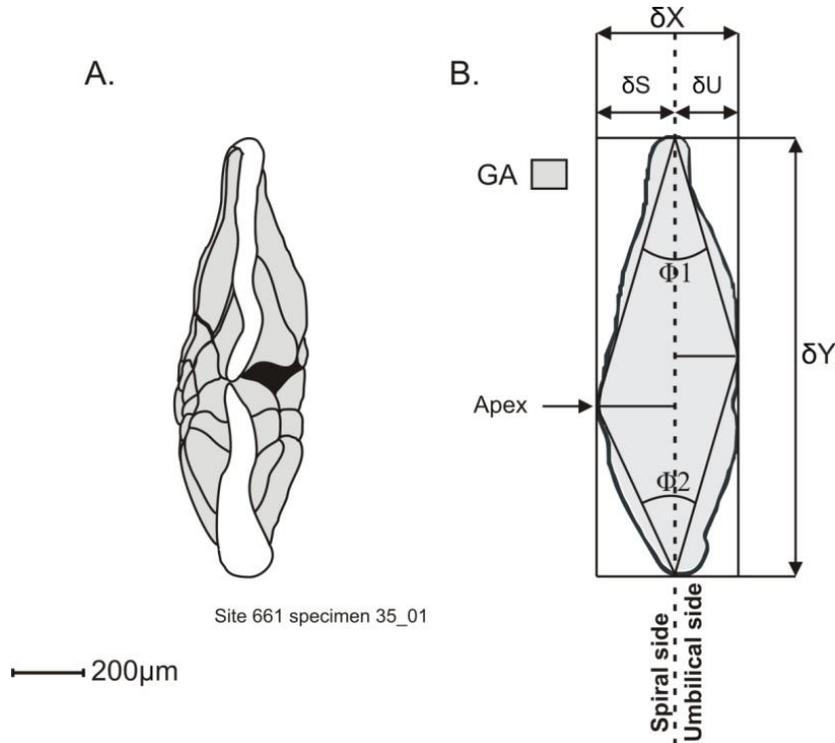 A.
B.
δX
δS
δU
GA
Φ1
δY
Apex
Φ2
Site 661 specimen 35_01
200µm
Spiral side
Umbilical side